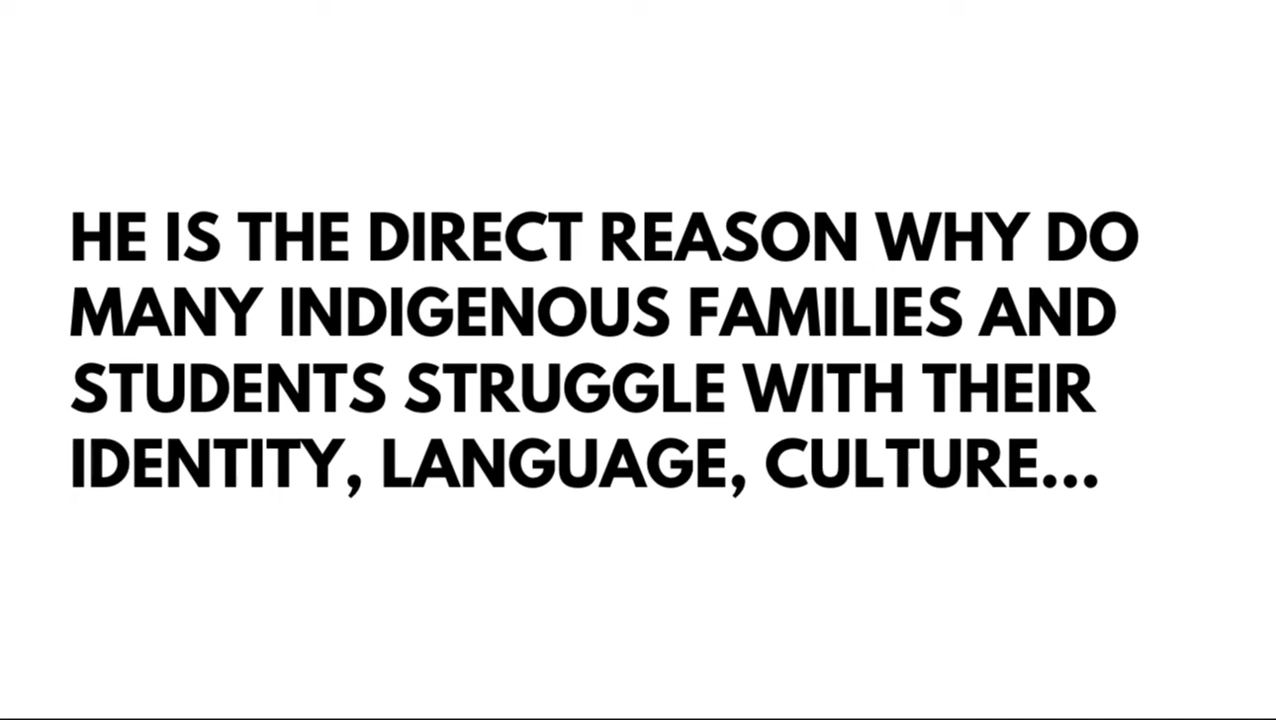 HE IS THE DIRECT REASON WHY DO
MANY INDIGENOUS FAMILIES AND
STUDENTS STRUGGLE WITH THEIR
IDENTITY, LANGUAGE, CULTURE...